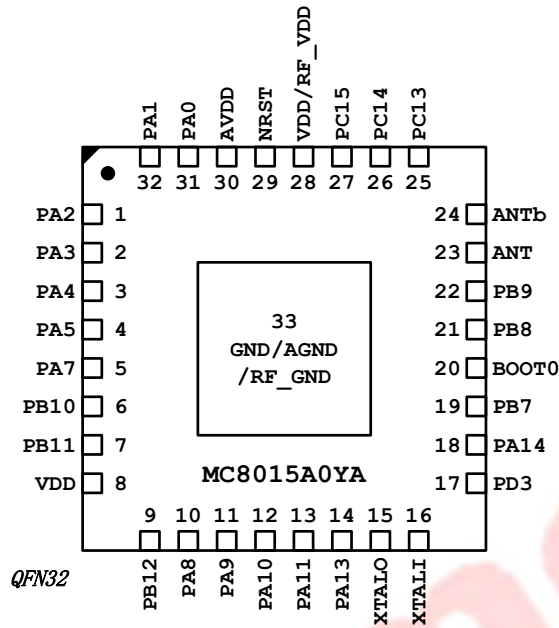 PA1 PA0 AVDD NRST VDD/RF_VDD PC15 PC14 PC13
32 31 30 29 28 27 26 25
PA2 1 24 ANTb
PA3 2 23 ANT
PA4 3 22 PB9
33
PA5 4 21 PB8
GND/AGND
PA7 5 20 BOOT0
/RF_GND
PB10 6 19 PB7
PB11 7 18 PA14
MC8015A0YA
VDD 8 17 PD3
9 10 11 12 13 14 15 16
PB12 PA8 PA9 PA10 PA11 PA13 XTALO XTALI
QFN32